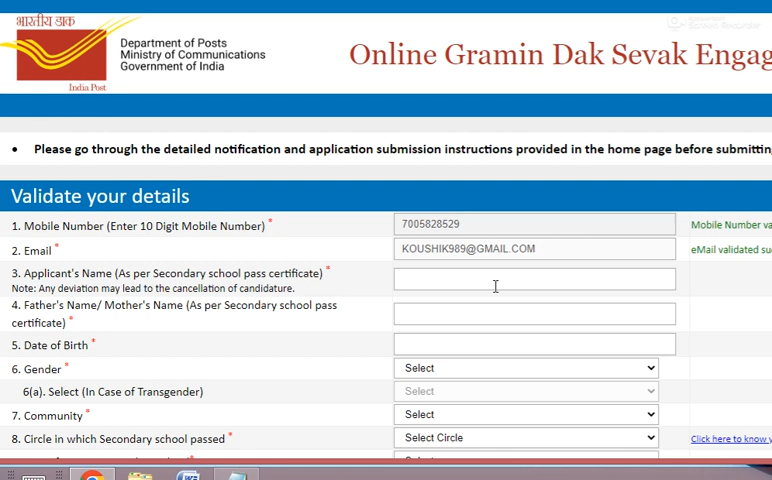 भारतीय डाक
India Post
Department of Posts
Ministry of Communications
Government of India
Online Gramin Dak Sevak Engag
• Please go through the detailed notification and application submission instructions provided in the home page before submittin
Validate your details
1. Mobile Number (Enter 10 Digit Mobile Number) * 7005828529 Mobile Number va
2. Email * KOUSHIK989@GMAIL.COM eMail validated su
3. Applicant's Name (As per Secondary school pass certificate) *
Note: Any deviation may lead to the cancellation of candidature.
4. Father's Name/ Mother's Name (As per Secondary school pass
certificate) *
5. Date of Birth *
6. Gender * Select
6(a). Select (In Case of Transgender) Select
7. Community * Select
8. Circle in which Secondary school passed * Select Circle Click here to know y